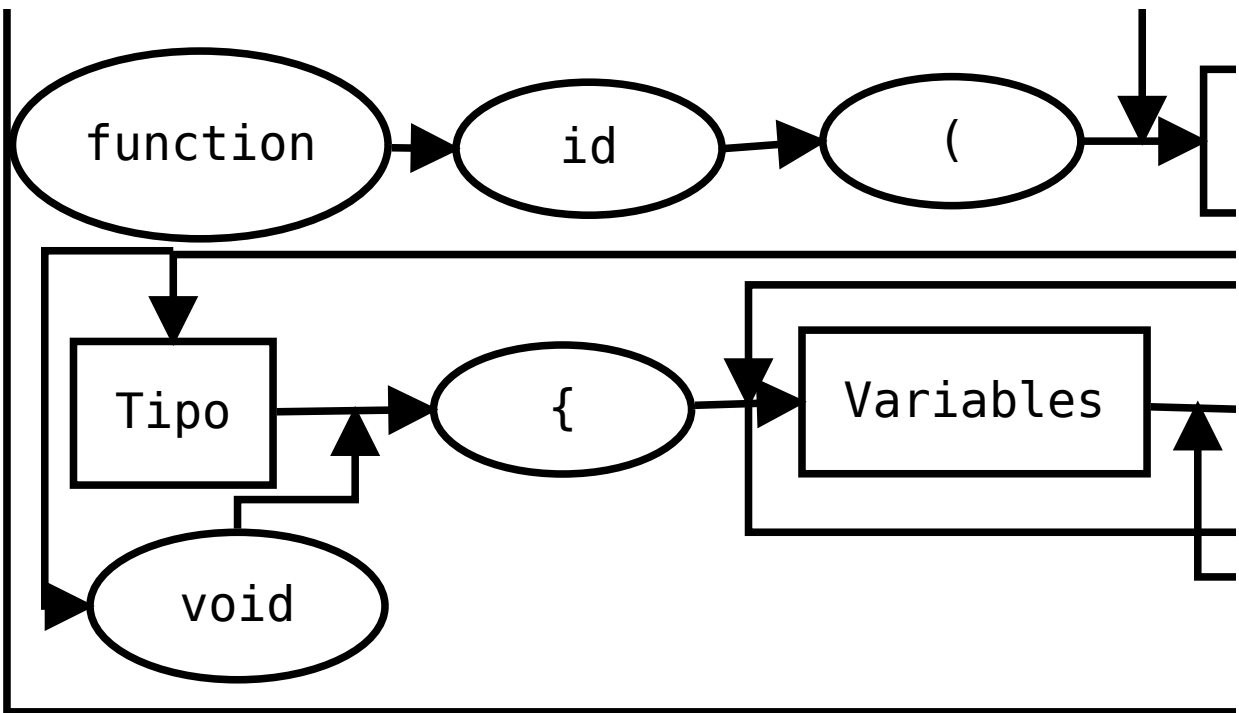 function id (
Tipo { Variables
void